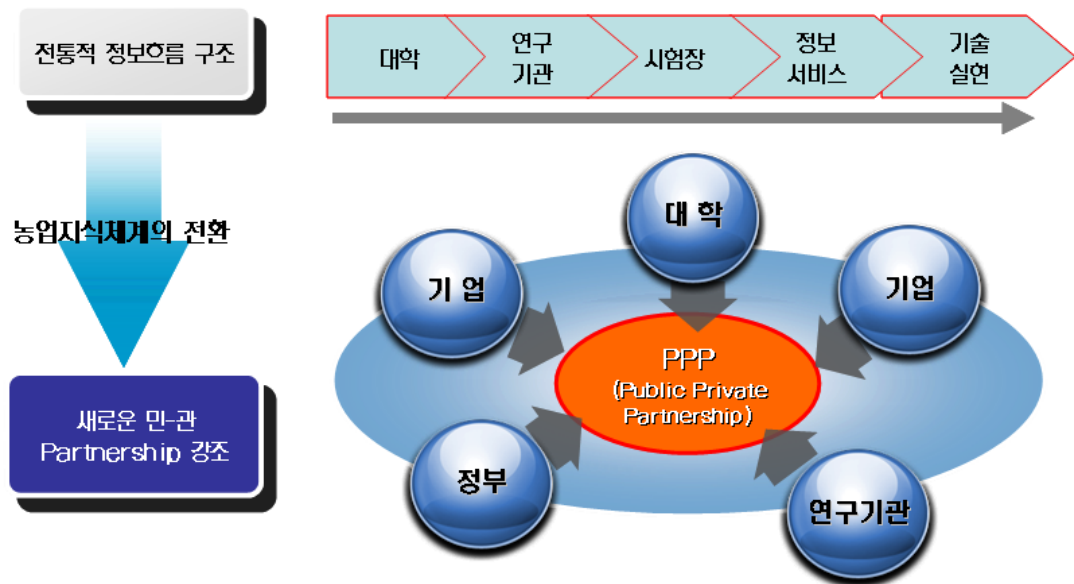 전통적 정보흐름 구조
대학
연구
기관
시험장
정보
서비스
기술
실현
농업지식체계의 전환
대 학
기 업
기업
PPP
(Public Private
Partnership)
새로운 민-관
Partnership 강조
정부
연구기관